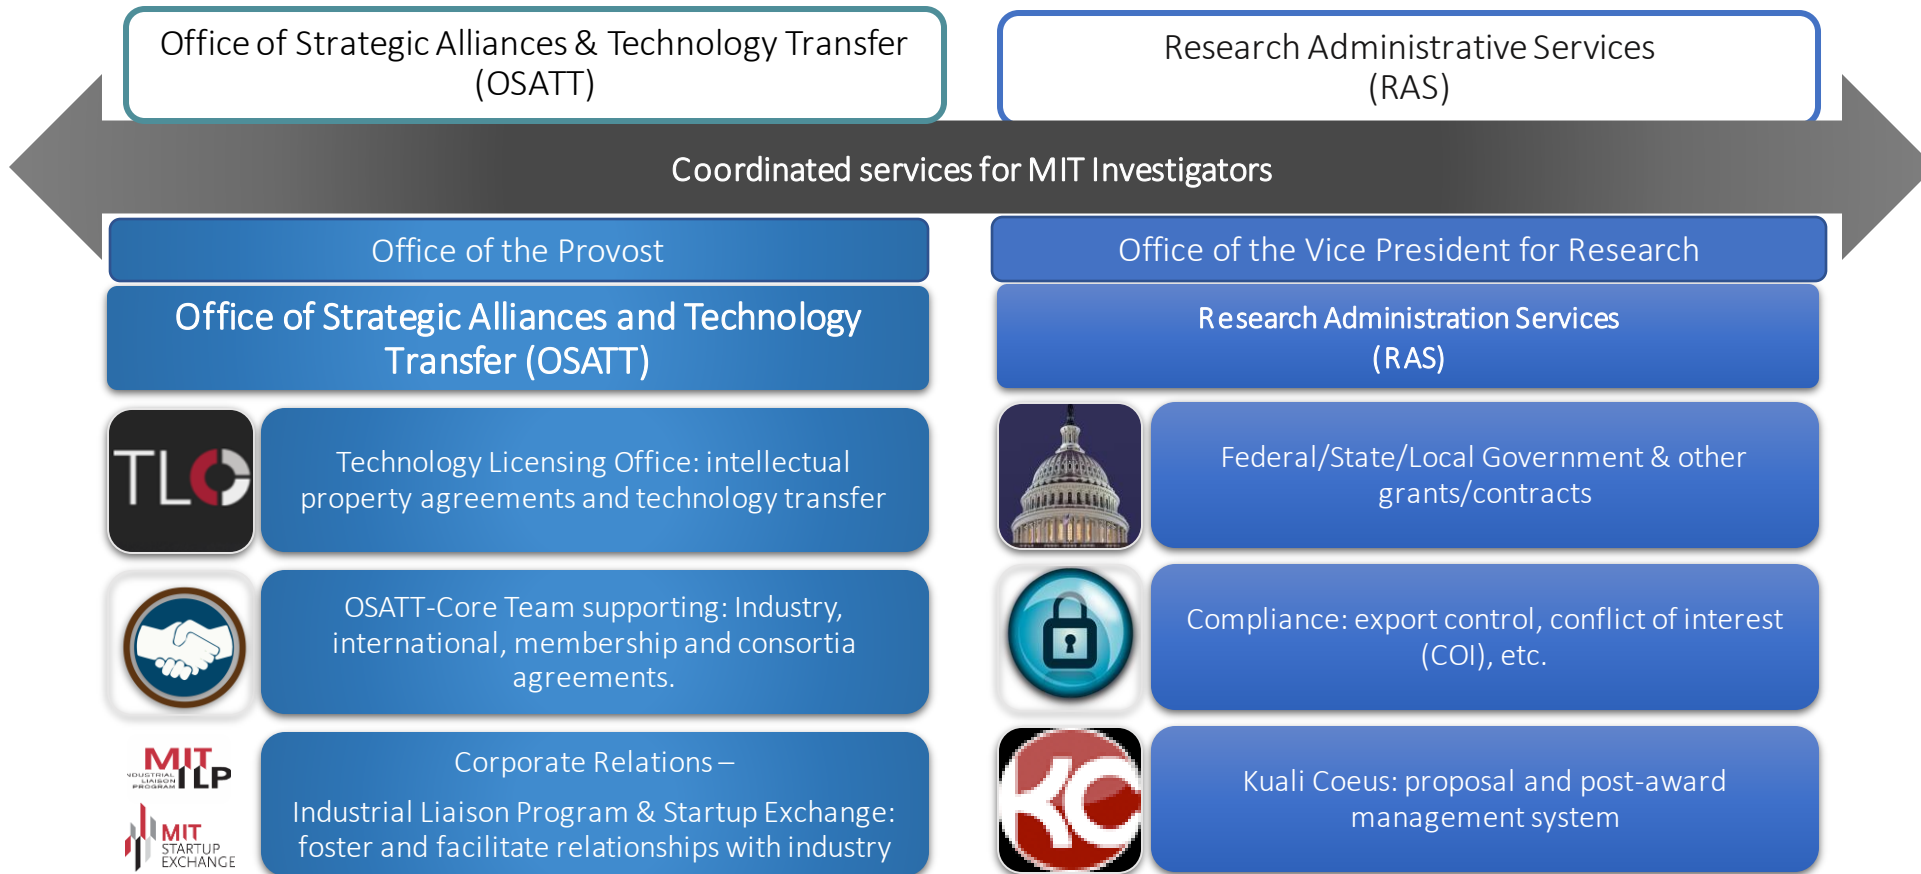 Office of Strategic Alliances & Technology Transfer
(OSATT)
Research Administrative Services
(RAS)
Coordinated services for MIT Investigators
Office of the Provost
Office of Strategic Alliances and Technology
Transfer (OSATT)
TLO
Technology Licensing Office: intellectual
property agreements and technology transfer
OSATT-Core Team supporting: Industry,
international, membership and consortia
agreements.
MIT
INDUSTRIAL
LIAISON
PROGRAM
ILP
MIT
STARTUP
EXCHANGE
Corporate Relations –
Industrial Liaison Program & Startup Exchange:
foster and facilitate relationships with industry
Office of the Vice President for Research
Research Administration Services
(RAS)
Federal/State/Local Government & other
grants/contracts
Compliance: export control, conflict of interest
(COI), etc.
KC
Kuali Coeus: proposal and post-award
management system